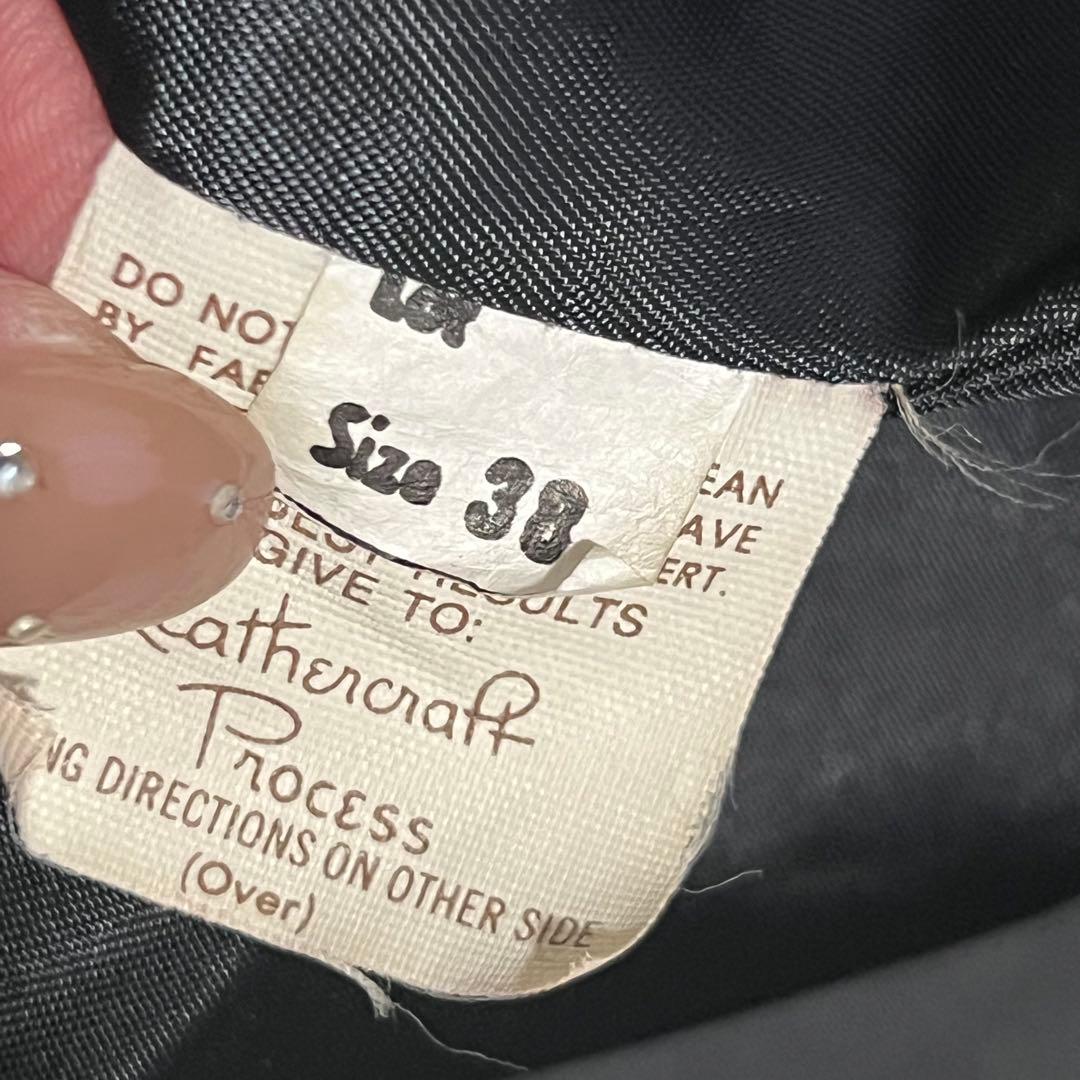 DO NOT
BY FAB
Size 38
EAN
AVE
ERT.
RESULTS
GIVE TO:
Leathercraft
Process
NG DIRECTIONS ON OTHER SIDE
(Over)